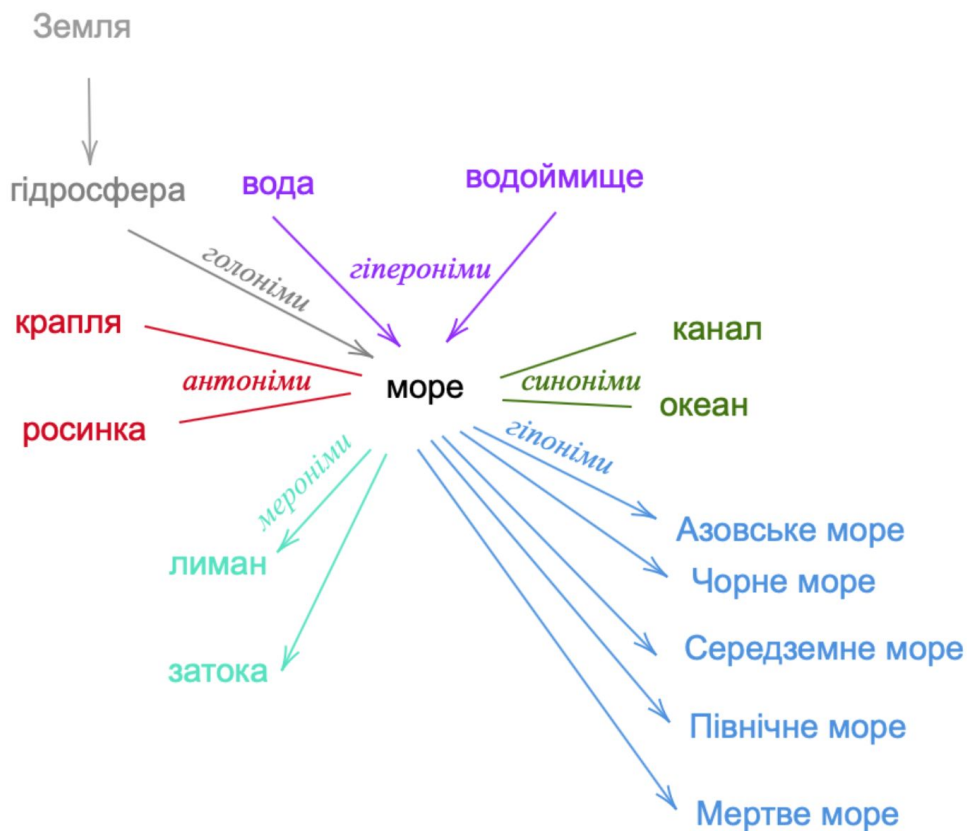 Земля
гідросфера
вода
водоймище
голоніми
гіпероніми
крапля
канал
антоніми
море
синоніми
океан
росинка
гіпоніми
мероніми
Азовське море
лиман
Чорне море
Середземне море
затока
Північне море
Мертве море